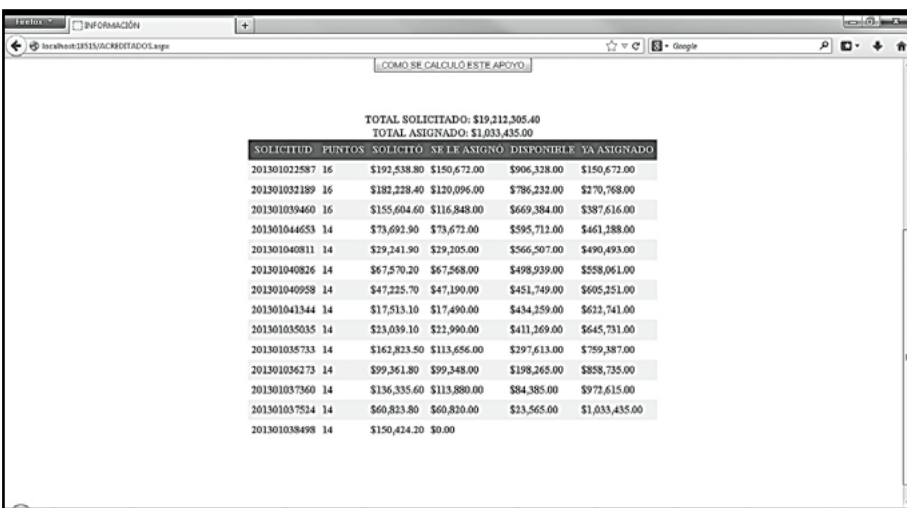 Firefox
INFORMACIÓN
+
localhost:18515/ACREDITADOS.aspx
Google
COMO SE CALCULÓ ESTE APOYO
TOTAL SOLICITADO: $19,212,305.40
TOTAL ASIGNADO: $1,033,435.00
SOLICITUD PUNTOS SOLICITÓ SE LE ASIGNÓ DISPONIBLE YA ASIGNADO
201301022587 16 $192,538.80 $150,672.00 $906,328.00 $150,672.00
201301032189 16 $182,228.40 $120,096.00 $786,232.00 $270,768.00
201301039460 16 $155,604.60 $116,848.00 $669,384.00 $387,616.00
201301044653 14 $73,692.90 $73,672.00 $595,712.00 $461,288.00
201301040811 14 $29,241.90 $29,205.00 $566,507.00 $490,493.00
201301040826 14 $67,570.20 $67,568.00 $498,939.00 $558,061.00
201301040958 14 $47,225.70 $47,190.00 $451,749.00 $605,251.00
201301041344 14 $17,513.10 $17,490.00 $434,259.00 $622,741.00
201301035035 14 $23,039.10 $22,990.00 $411,269.00 $645,731.00
201301035733 14 $162,823.50 $113,656.00 $297,613.00 $759,387.00
201301036273 14 $99,361.80 $99,348.00 $198,265.00 $858,735.00
201301037360 14 $136,335.60 $113,880.00 $84,385.00 $972,615.00
201301037524 14 $60,823.80 $60,820.00 $23,565.00 $1,033,435.00
201301038498 14 $150,424.20 $0.00